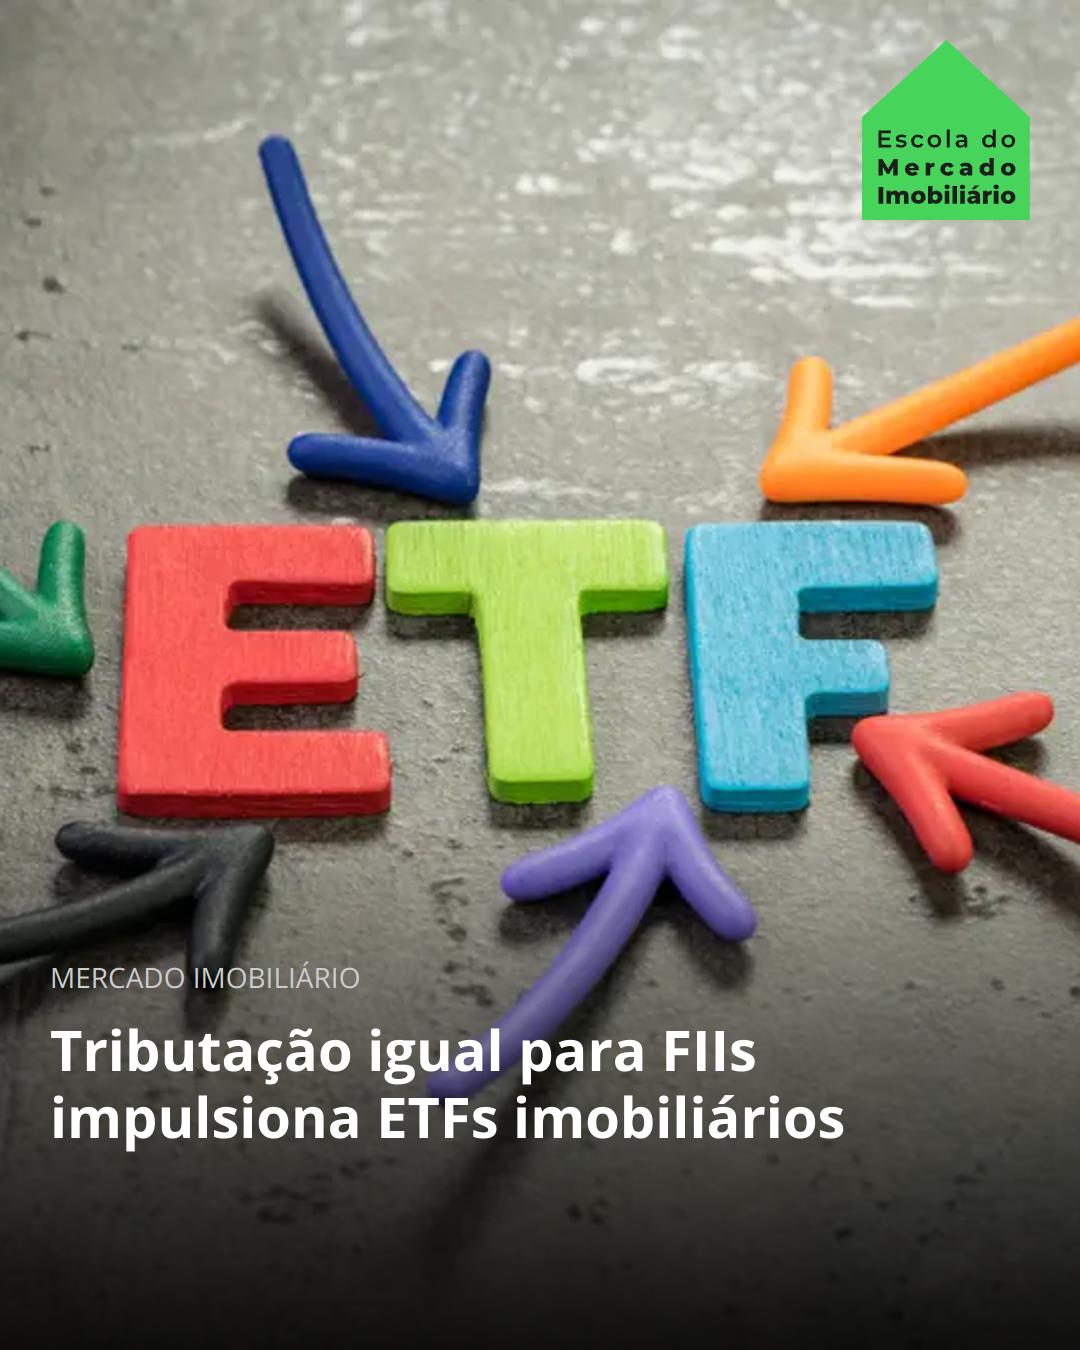 Escola do
Mercado
Imobiliário
ETF
MERCADO IMOBILIÁRIO
Tributação igual para FIIs
impulsiona ETFs imobiliários